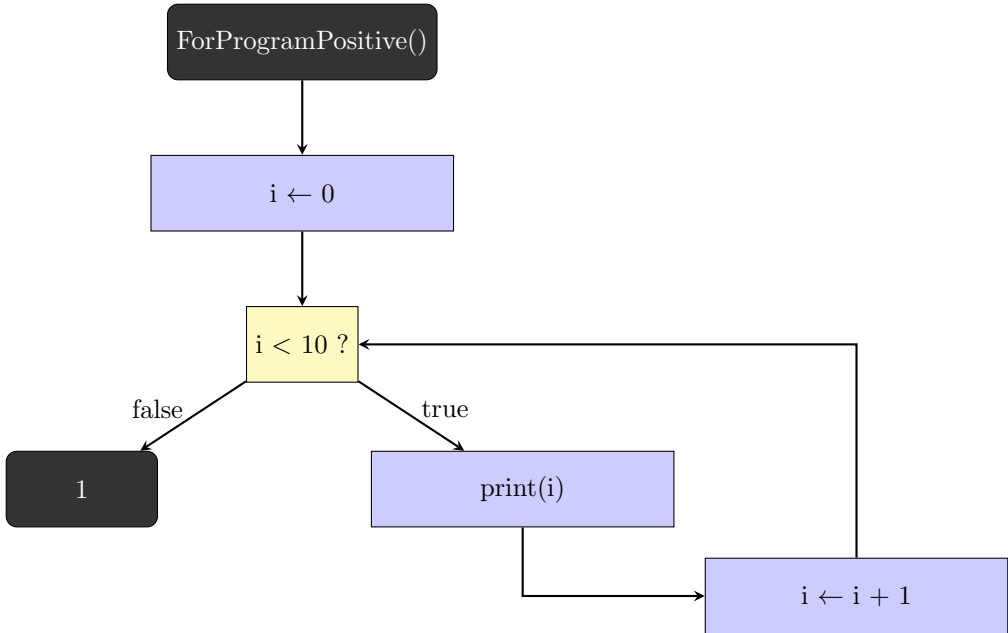 ForProgramPositive()
i ← 0
i < 10 ?
false
true
1
print(i)
i ← i + 1